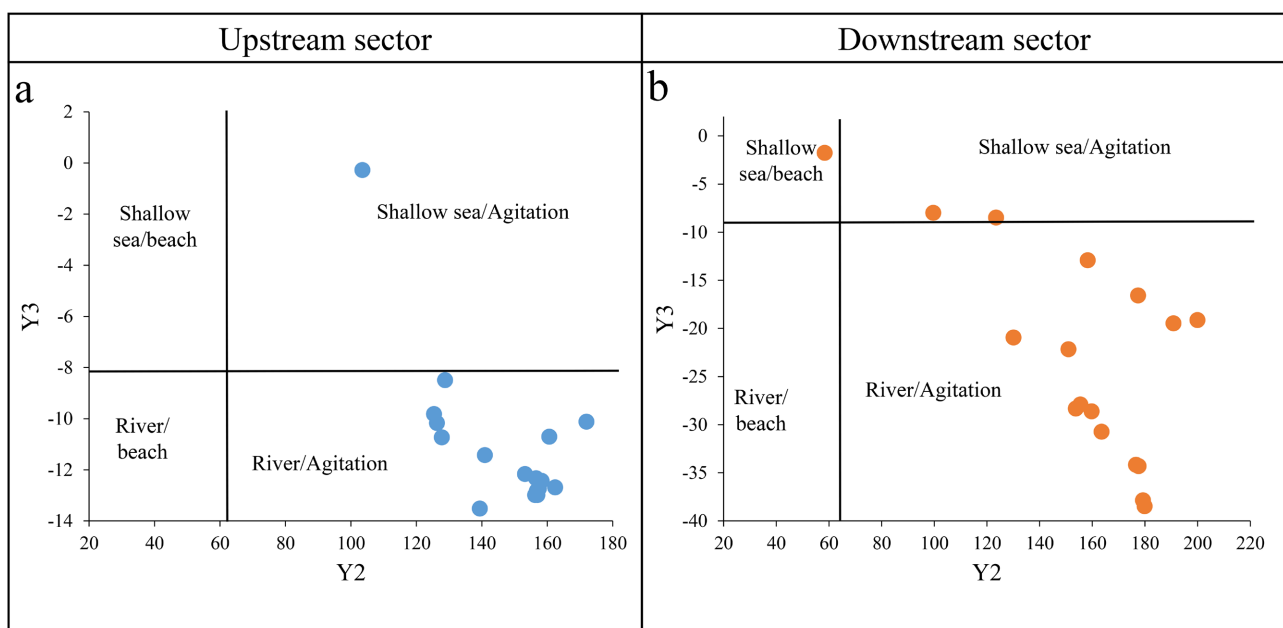 Upstream sector
Downstream sector
a
2
0
-2
-4
-6
-8
-10
-12
-14
Y3
Shallow
sea/beach
Shallow sea/Agitation
River/
beach
River/Agitation
20
40
60
80
100
120
140
160
180
Y2
b
0
-5
-10
-15
-20
-25
-30
-35
-40
Y3
Shallow
sea/beach
Shallow sea/Agitation
River/
beach
River/Agitation
20
40
60
80
100
120
140
160
180
200
220
Y2